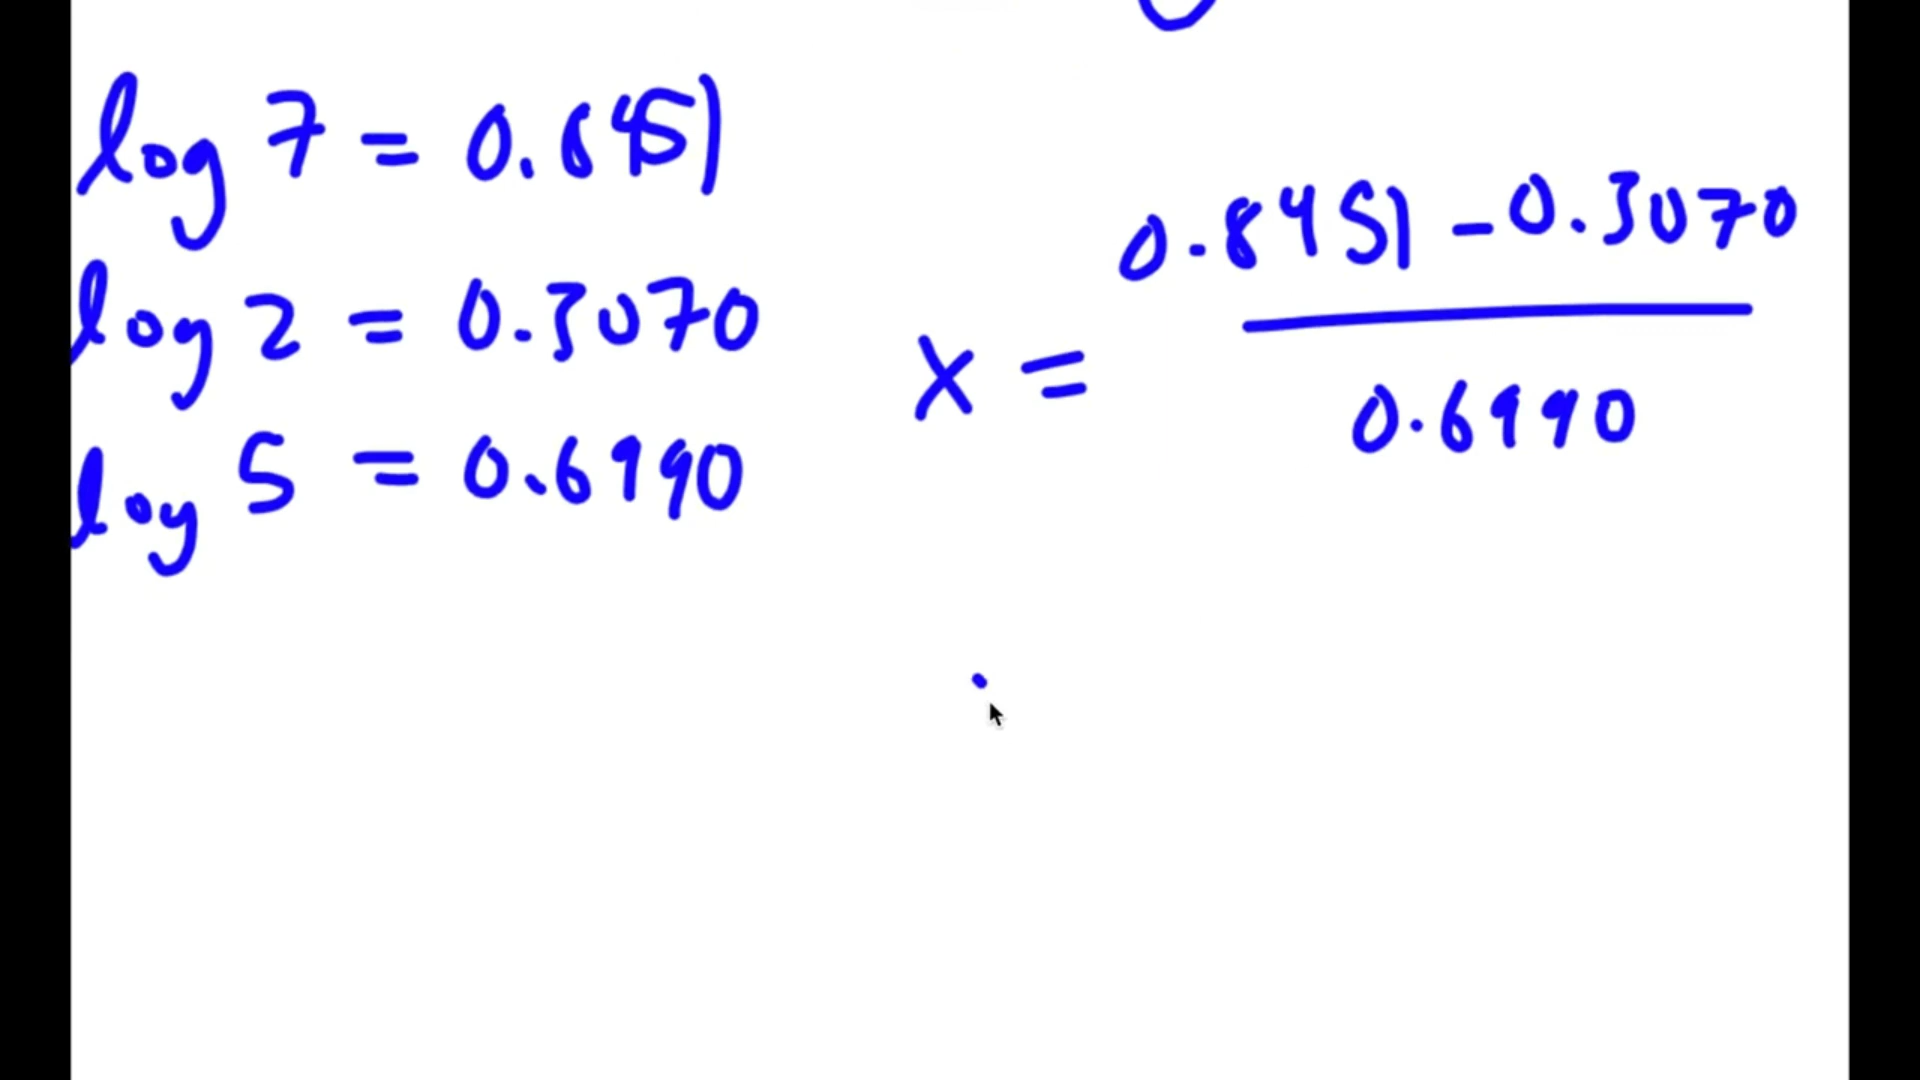 log 7 = 0.8451
log 2 = 0.3070
log 5 = 0.6990
0.8451 - 0.3070
x =
0.6990